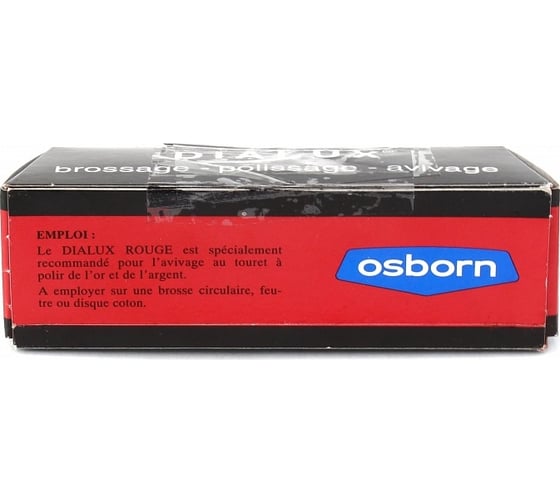 DIALUX
brossage - polissage - avivage
EMPLOI :
Le DIALUX ROUGE est spécialement
recommandé pour l'avivage au touret à
polir de l'or et de l'argent.
A employer sur une brosse circulaire, feu-
tre ou disque coton.
osborn